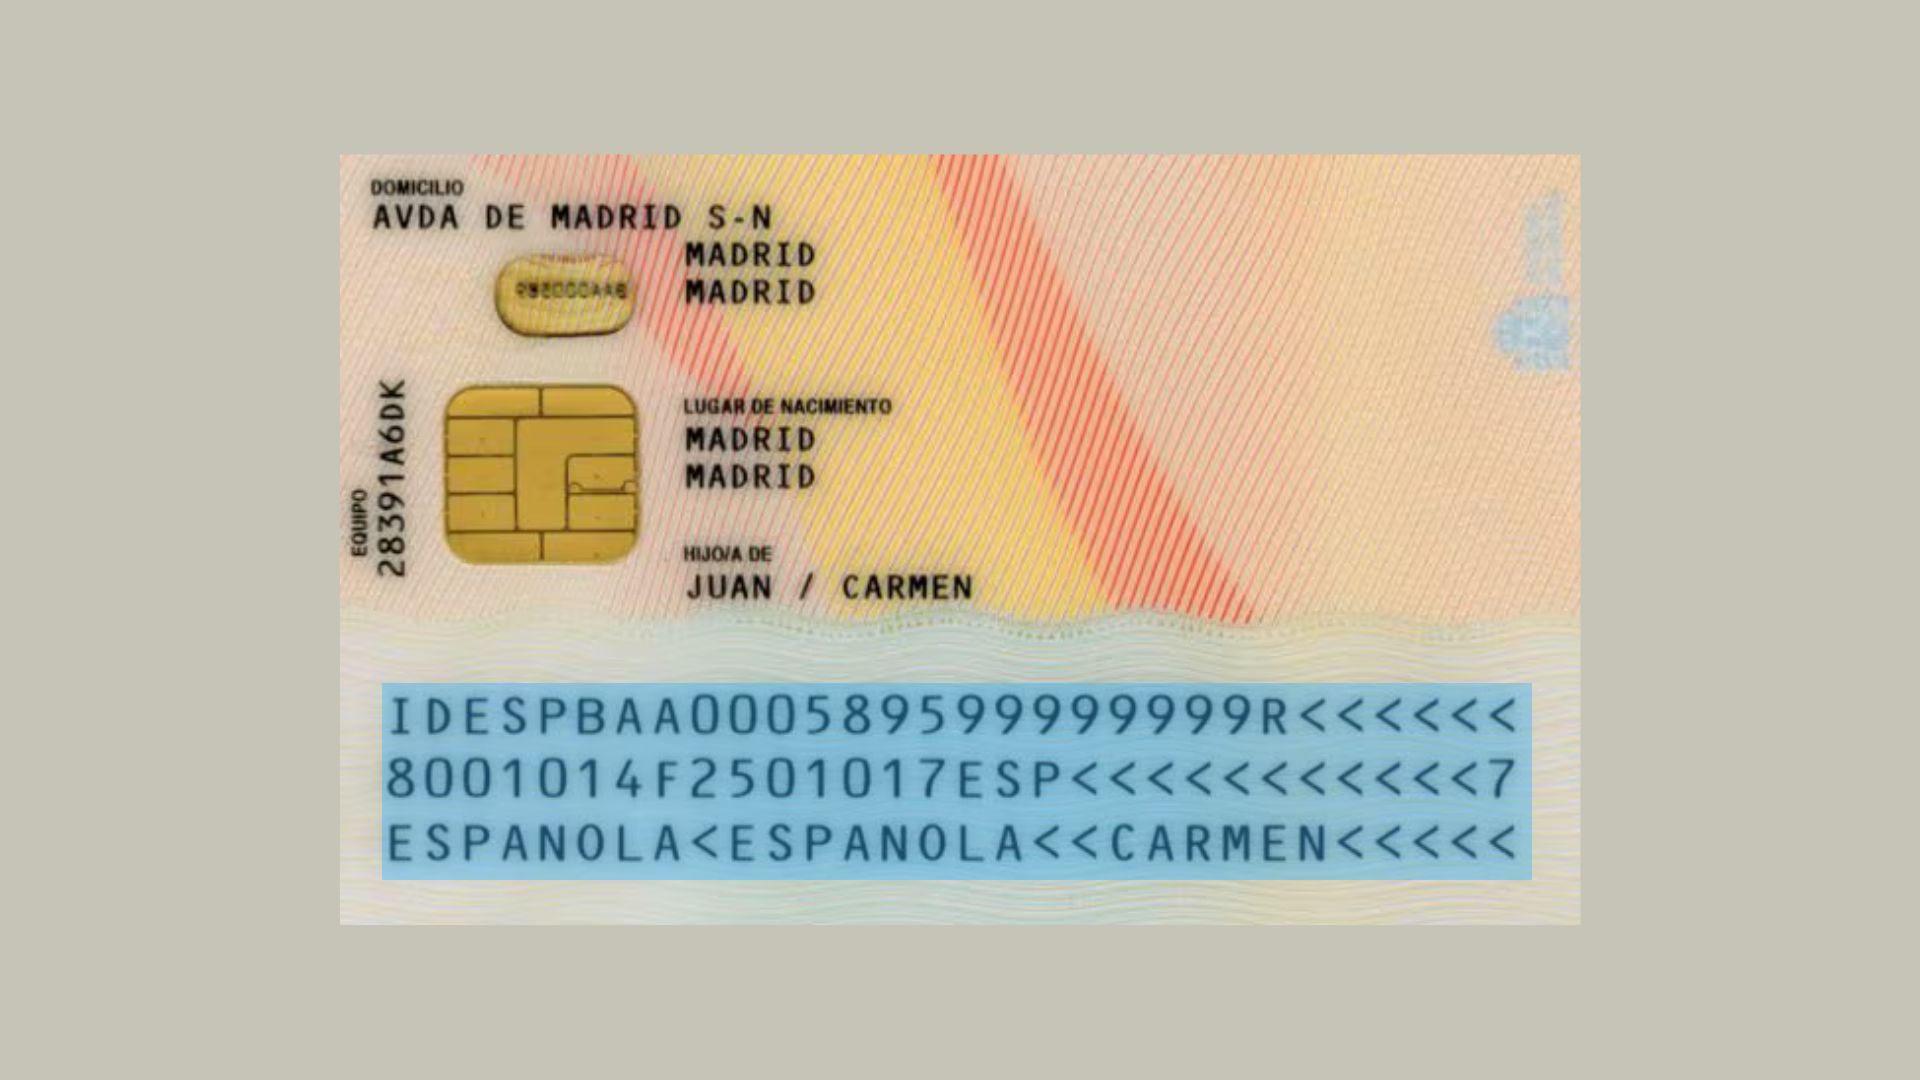 DOMICILIO
AVDA DE MADRID S-N
MADRID
MADRID
EQUIPO
28391A6DK
LUGAR DE NACIMIENTO
MADRID
MADRID
HIJO/A DE
JUAN / CARMEN
IDESPBAA000589599999999R<<<<<<
8001014F2501017ESP<<<<<<<<<<<7
ESPANOLA<ESPANOLA<<CARMEN<<<<<